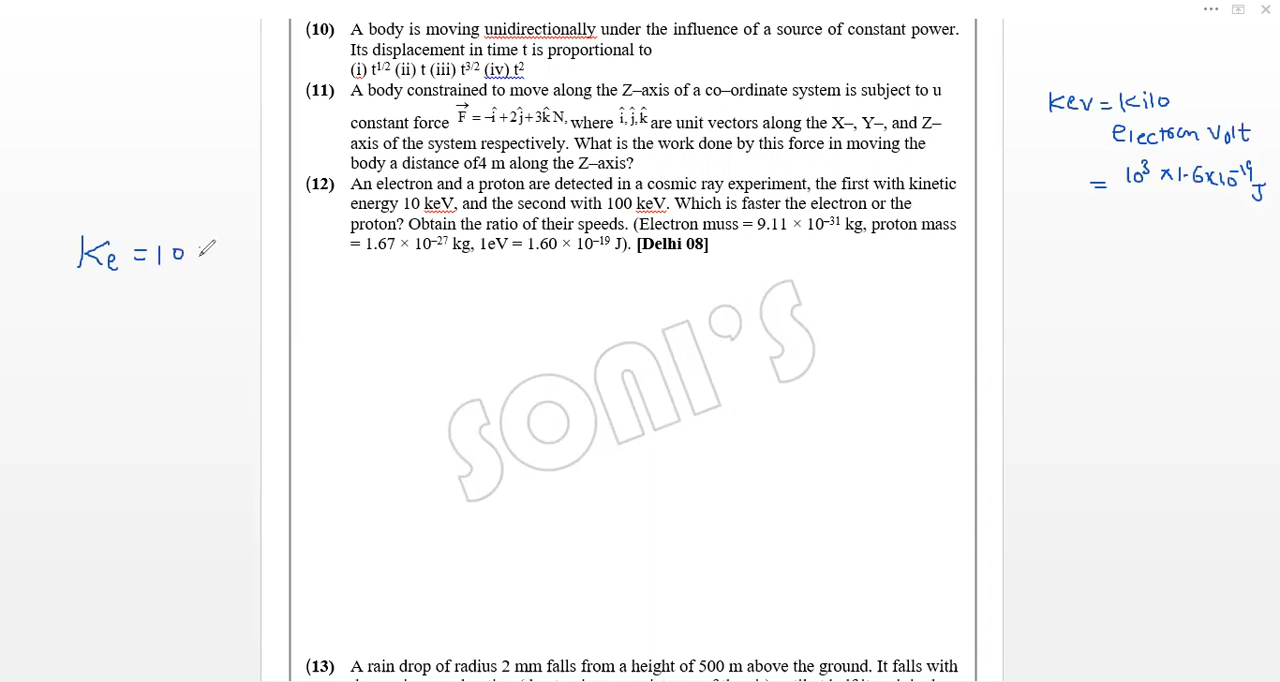 (10) A body is moving unidirectionally under the influence of a source of constant power.
Its displacement in time t is proportional to
(i) t^1/2 (ii) t (iii) t^3/2 (iv) t^2
(11) A body constrained to move along the Z–axis of a co–ordinate system is subject to u
constant force F⃗ = –î+2ĵ+3k̂ N, where î, ĵ, k̂ are unit vectors along the X–, Y–, and Z–
axis of the system respectively. What is the work done by this force in moving the
body a distance of4 m along the Z–axis?
(12) An electron and a proton are detected in a cosmic ray experiment, the first with kinetic
energy 10 keV, and the second with 100 keV. Which is faster the electron or the
proton? Obtain the ratio of their speeds. (Electron muss = 9.11 × 10⁻³¹ kg, proton mass
= 1.67 × 10⁻²⁷ kg, 1eV = 1.60 × 10⁻¹⁹ J). [Delhi 08]
Kev = Kilo
Electron Volt
= 10³ × 1.6×10⁻¹⁹ J
Ke = 10
SONI'S
(13) A rain drop of radius 2 mm falls from a height of 500 m above the ground. It falls with